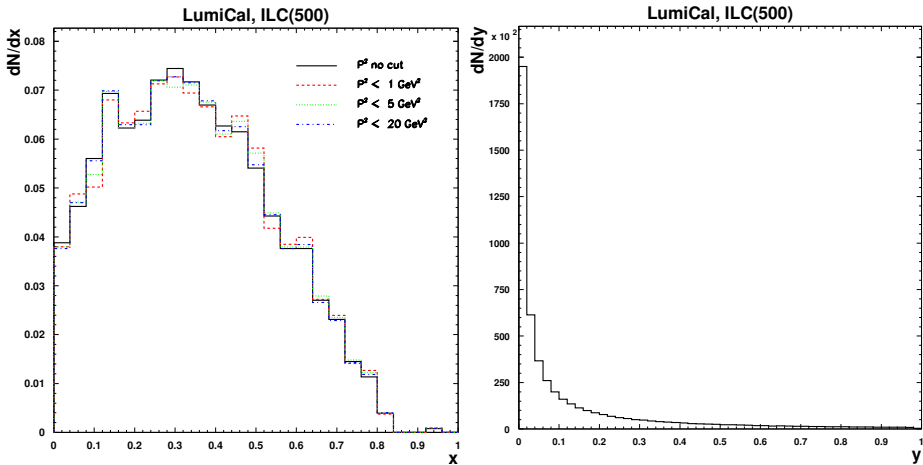 LumiCal, ILC(500)
dN/dx
0.08
0.07
0.06
0.05
0.04
0.03
0.02
0.01
0
P² no cut
P² < 1 GeV²
P² < 5 GeV²
P² < 20 GeV²
0 0.1 0.2 0.3 0.4 0.5 0.6 0.7 0.8 0.9 1
x
LumiCal, ILC(500)
dN/dy
x 10 2
2000
1750
1500
1250
1000
750
500
250
0
0 0.1 0.2 0.3 0.4 0.5 0.6 0.7 0.8 0.9 1
y